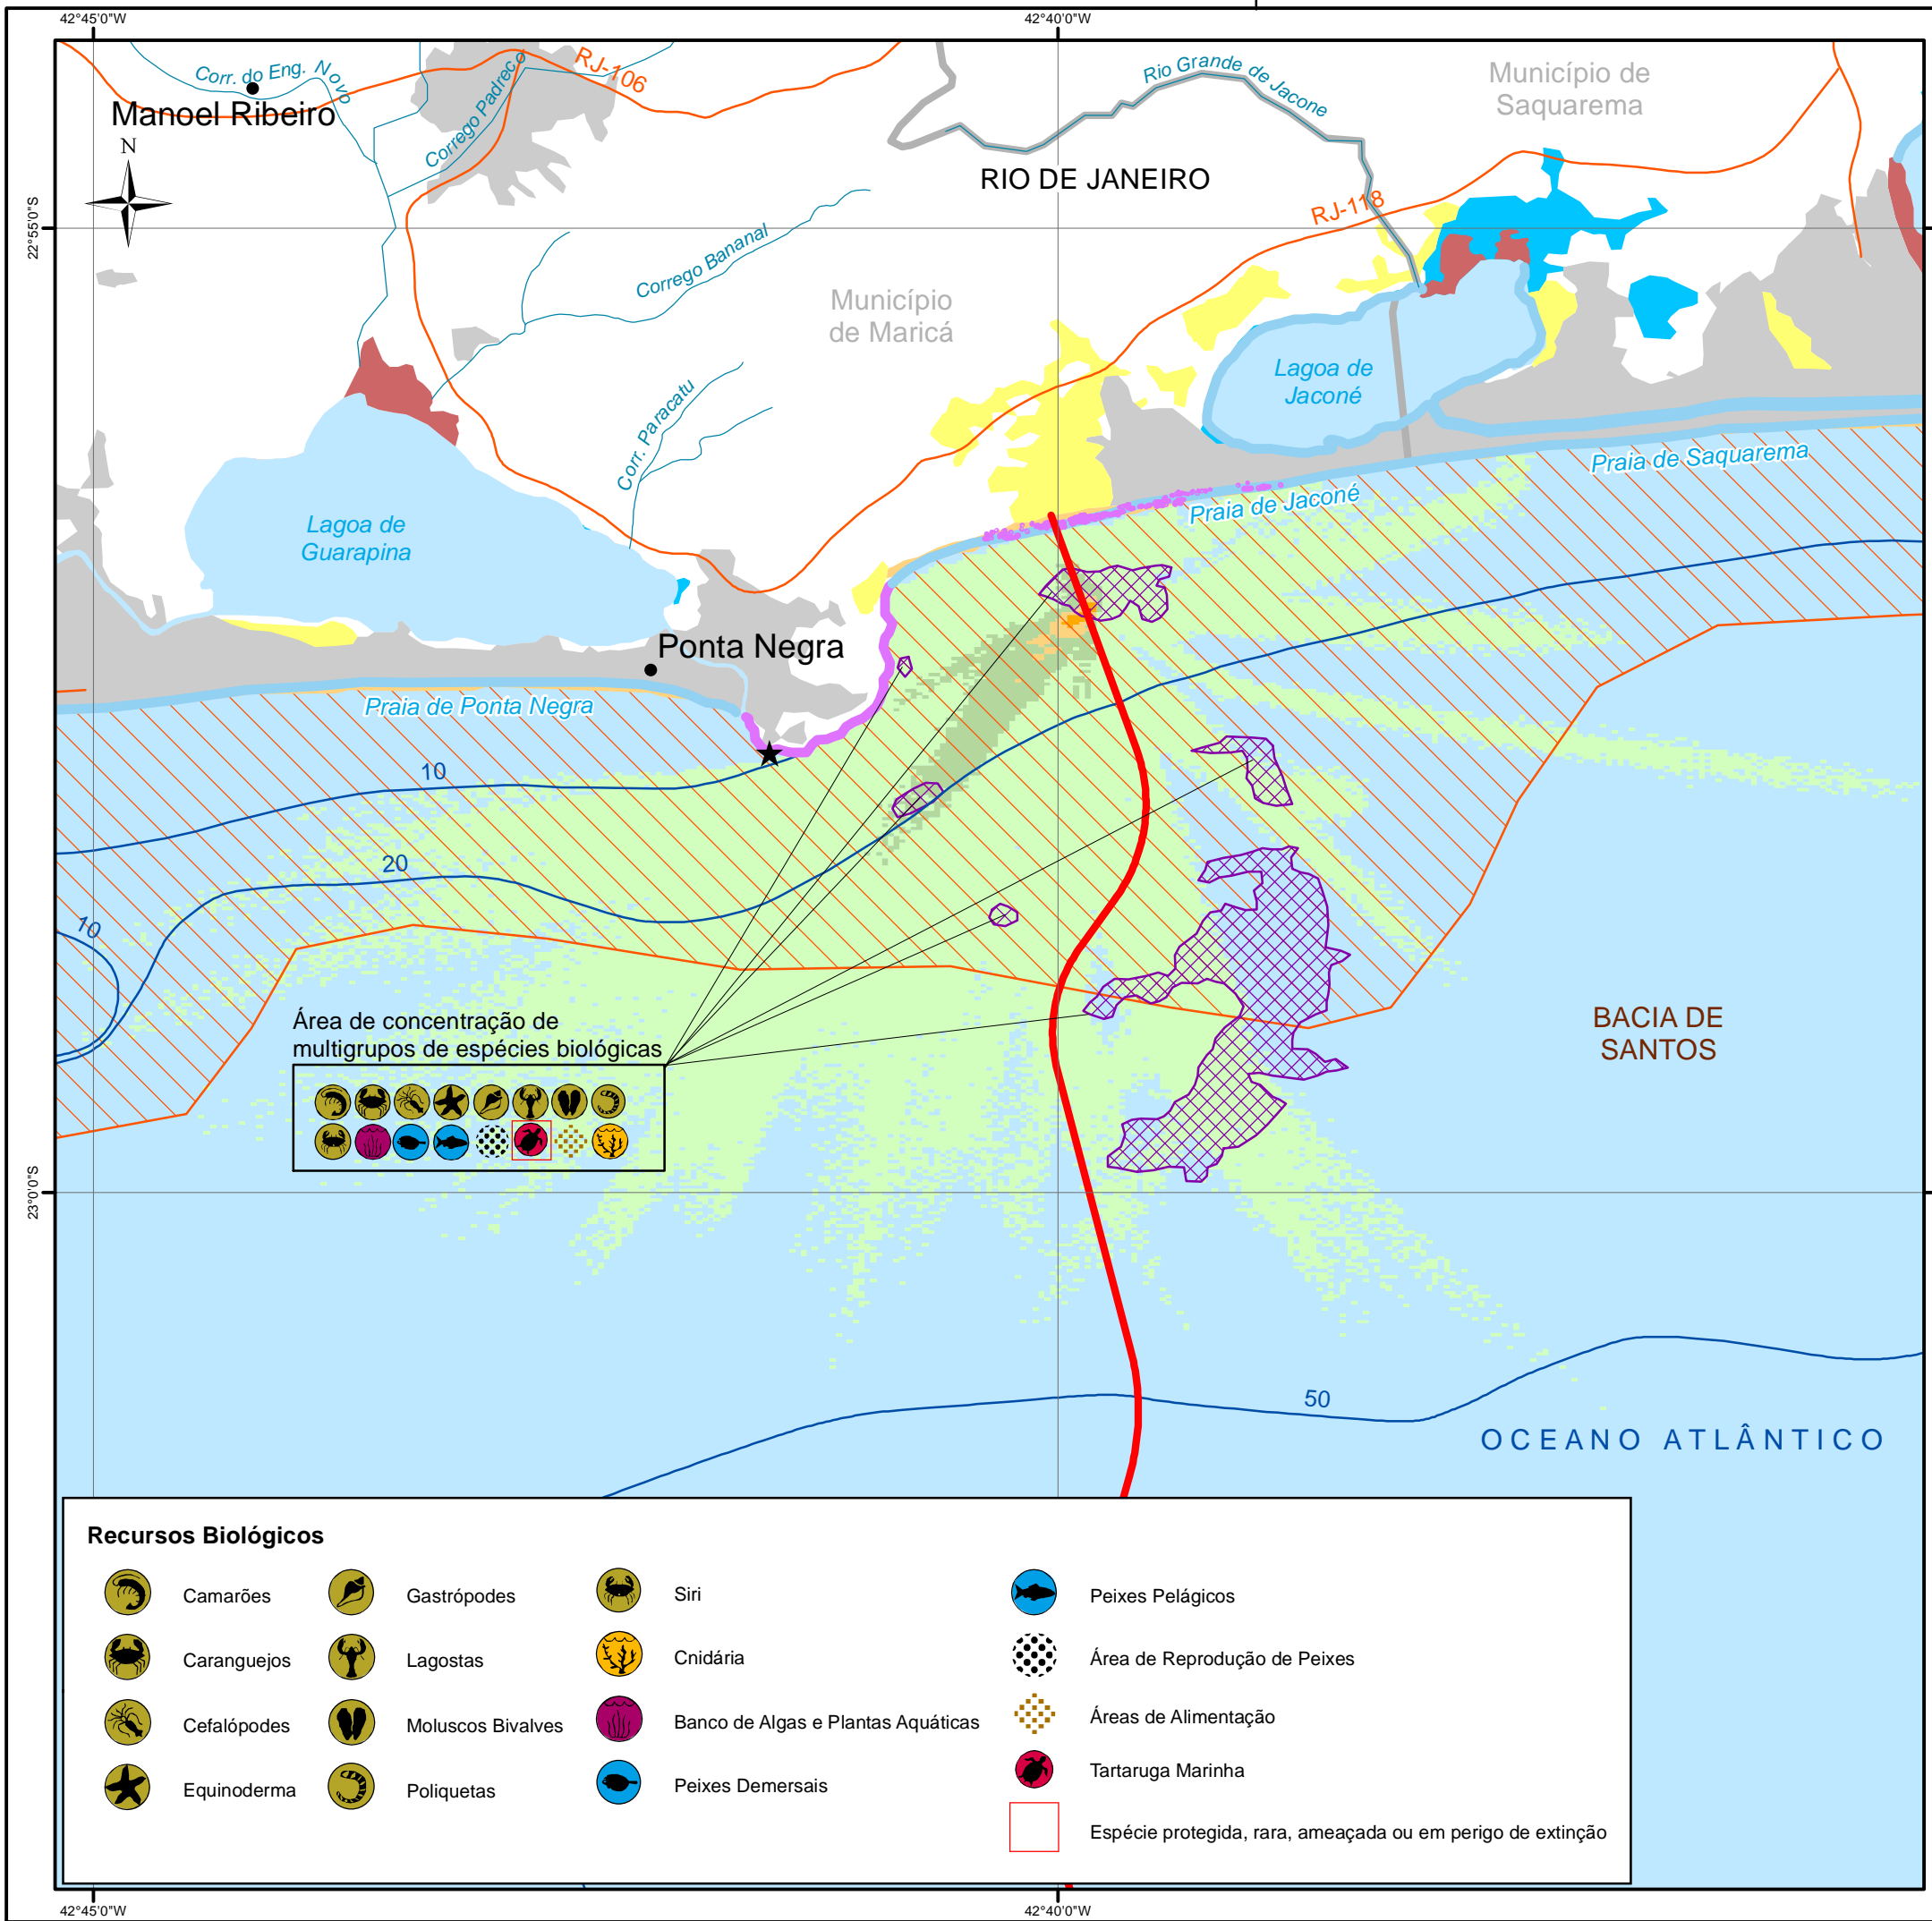 42°45'0"W
42°40'0"W
Corr. do Eng. Novo
Manoel Ribeiro
N
Corrego Padreco
RJ-106
Rio Grande de Jacone
Município de
Saquarema
RIO DE JANEIRO
RJ-118
22°55'0"S
Corrego Bananal
Município
de Maricá
Lagoa de
Jaconé
Corr. Paracatu
Praia de Saquarema
Praia de Jaconé
Lagoa de
Guarapina
Ponta Negra
Praia de Ponta Negra
10
20
10
Área de concentração de
multigrupos de espécies biológicas
BACIA DE
SANTOS
23°0'0"S
50
OCEANO ATLÂNTICO
Recursos Biológicos
Camarões
Caranguejos
Cefalópodes
Equinoderma
Gastrópodes
Lagostas
Moluscos Bivalves
Poliquetas
Siri
Cnidária
Banco de Algas e Plantas Aquáticas
Peixes Demersais
Peixes Pelágicos
Área de Reprodução de Peixes
Áreas de Alimentação
Tartaruga Marinha
Espécie protegida, rara, ameaçada ou em perigo de extinção
42°45'0"W
42°40'0"W